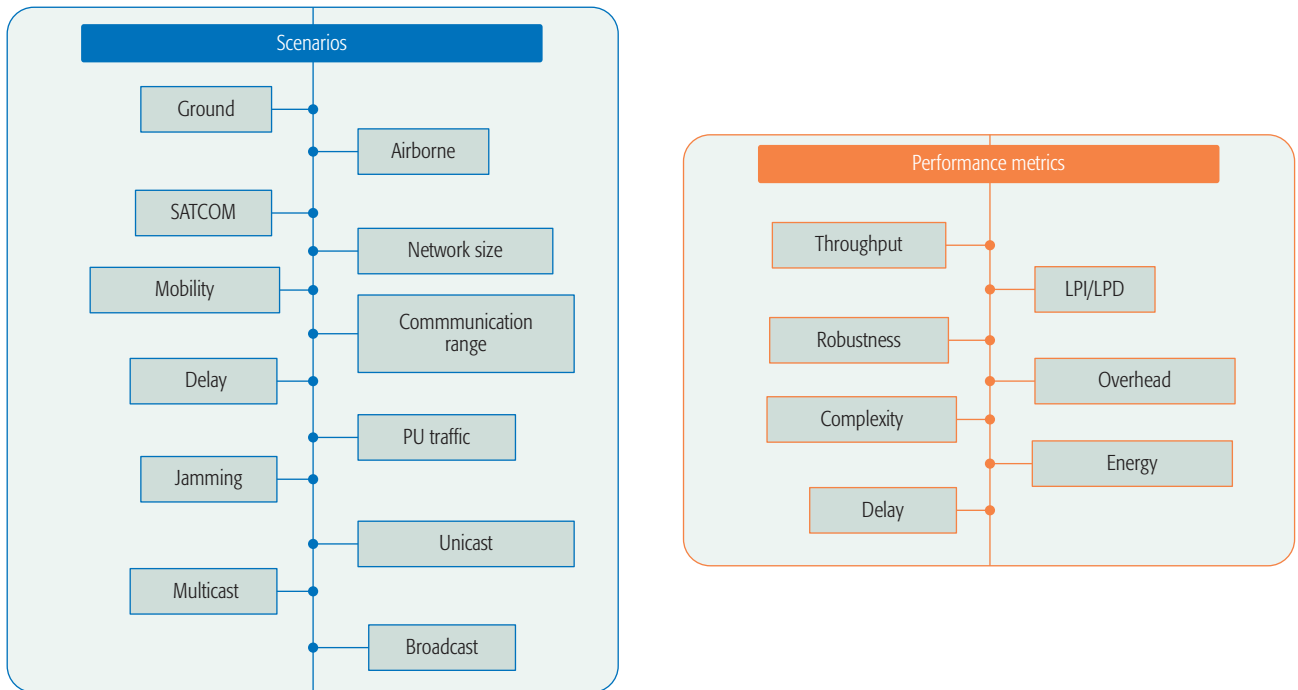 Scenarios
Ground
Airborne
SATCOM
Network size
Mobility
Commmunication
range
Delay
PU traffic
Jamming
Unicast
Multicast
Broadcast
Performance metrics
Throughput
LPI/LPD
Robustness
Overhead
Complexity
Energy
Delay